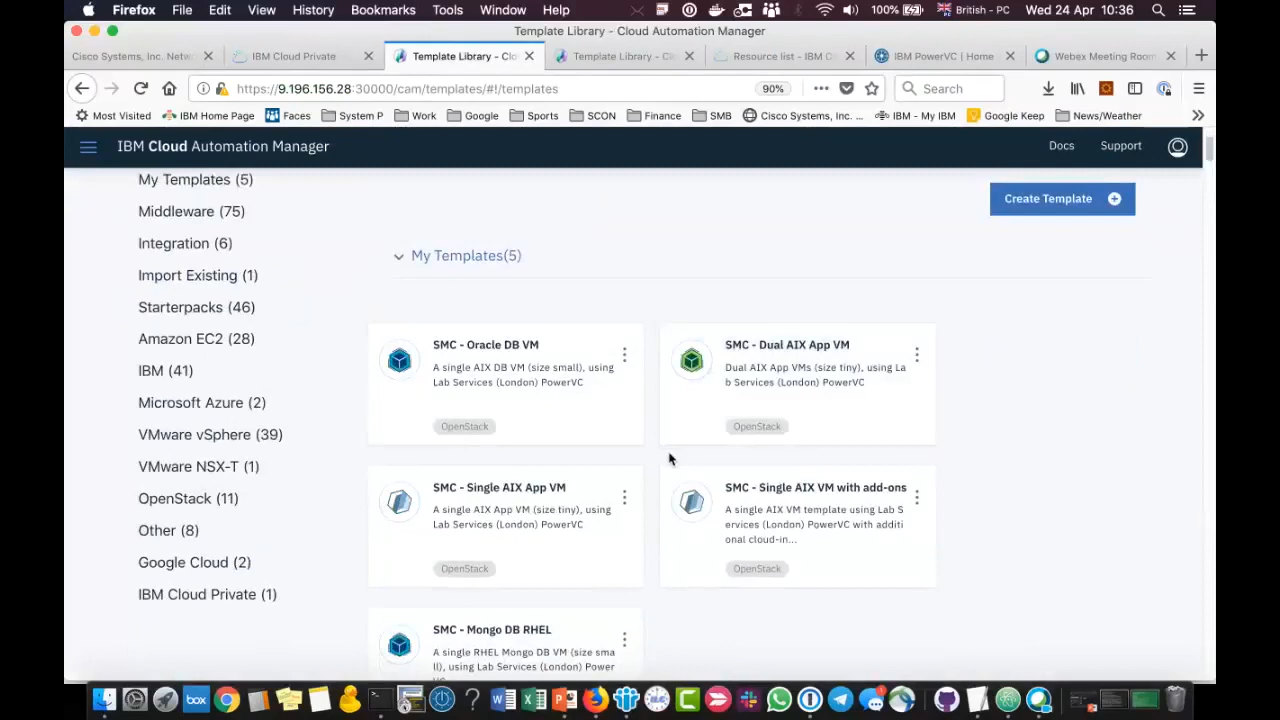 Firefox File Edit View History Bookmarks Tools Window Help 100% British - PC Wed 24 Apr 10:36
Template Library - Cloud Automation Manager
Cisco Systems, Inc. Netw IBM Cloud Private Template Library - Clo Template Library - Cl Resource list - IBM C IBM PowerVC | Home Webex Meeting Room
https://9.196.156.28:30000/cam/templates/#!/templates 90% Search
Most Visited IBM Home Page Faces System P Work Google Sports SCON Finance SMB Cisco Systems, Inc. ... IBM - My IBM Google Keep News/Weather
IBM Cloud Automation Manager Docs Support
My Templates (5)
Middleware (75)
Integration (6)
Import Existing (1)
Starterpacks (46)
Amazon EC2 (28)
IBM (41)
Microsoft Azure (2)
VMware vSphere (39)
VMware NSX-T (1)
OpenStack (11)
Other (8)
Google Cloud (2)
IBM Cloud Private (1)
Create Template
My Templates(5)
SMC - Oracle DB VM
A single AIX DB VM (size small), using
Lab Services (London) PowerVC
OpenStack
SMC - Dual AIX App VM
Dual AIX App VMs (size tiny), using La
b Services (London) PowerVC
OpenStack
SMC - Single AIX App VM
A single AIX App VM (size tiny), using
Lab Services (London) PowerVC
OpenStack
SMC - Single AIX VM with add-ons
A single AIX VM template using Lab S
ervices (London) PowerVC with additi
onal cloud-in...
OpenStack
SMC - Mongo DB RHEL
A single RHEL Mongo DB VM (size sma
ll), using Lab Services (London) Power
box